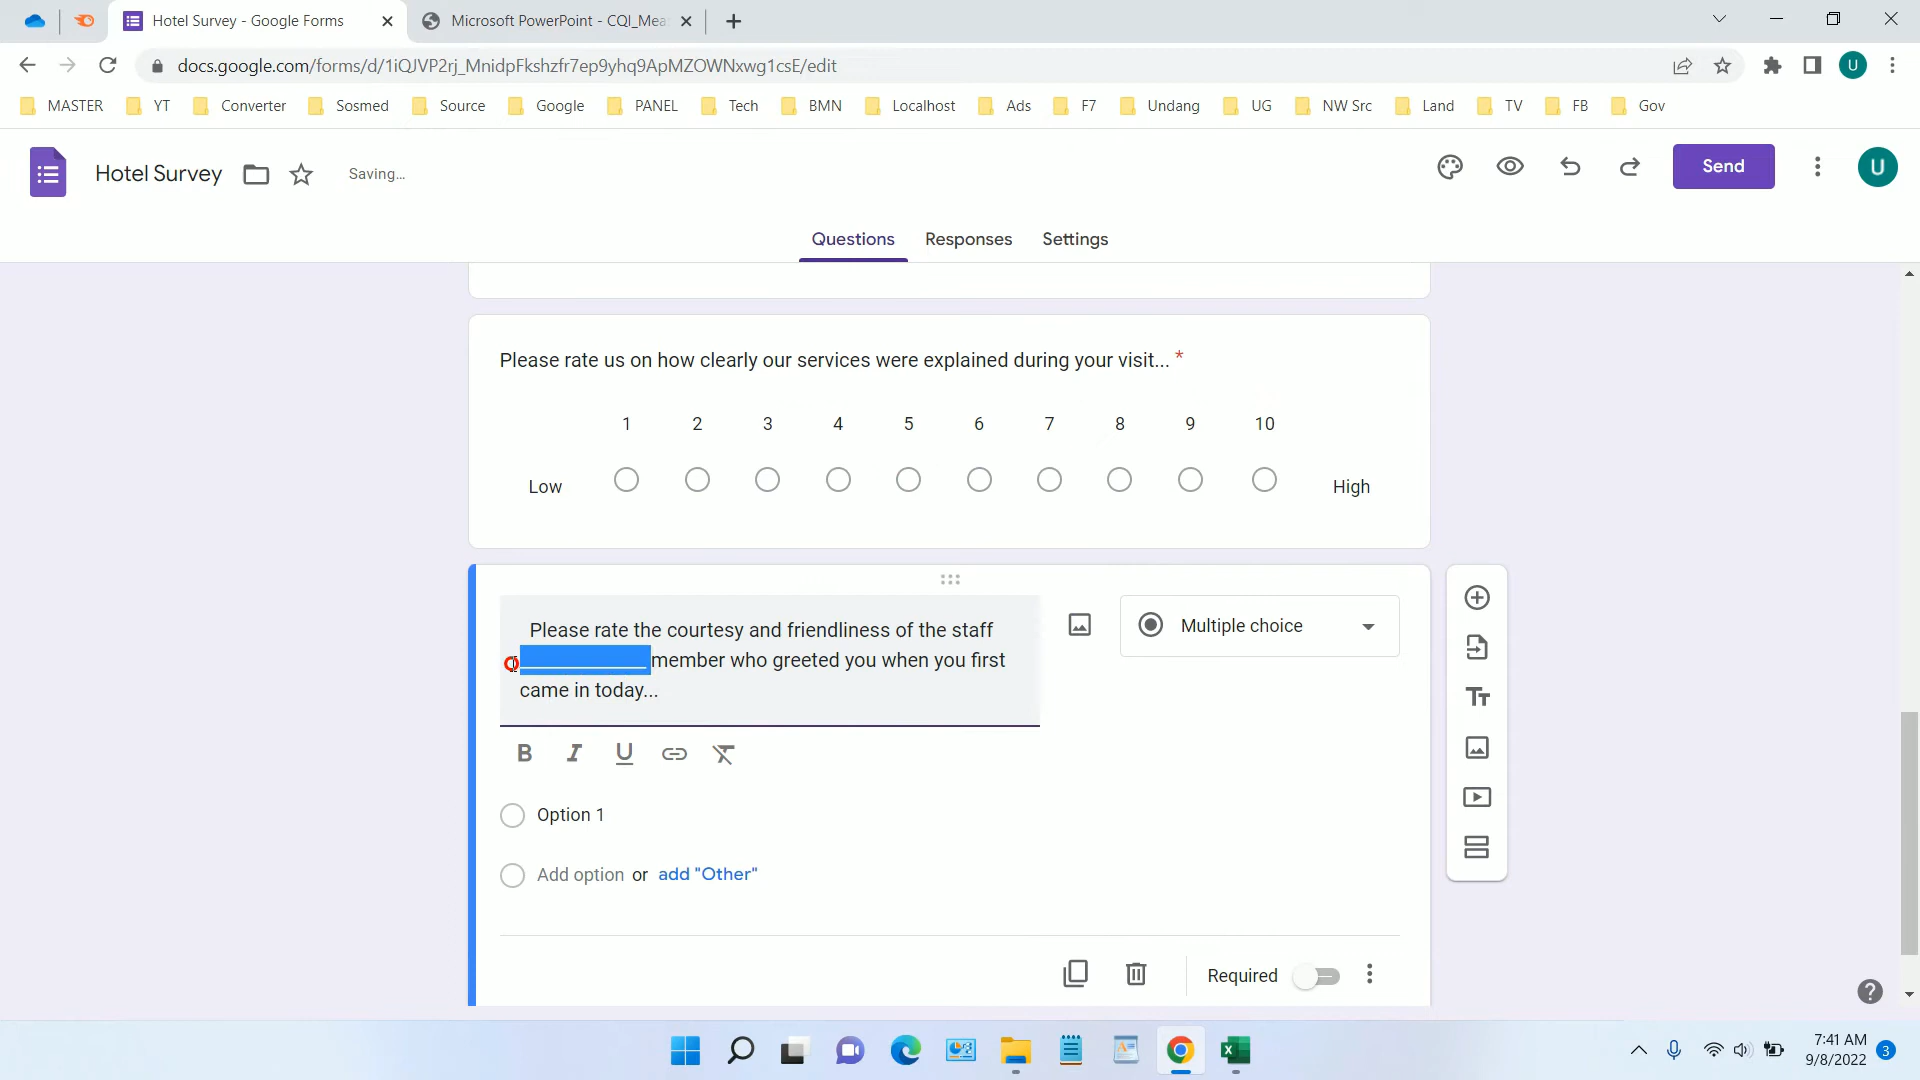 Hotel Survey - Google Forms
Microsoft PowerPoint - CQI_Mea
docs.google.com/forms/d/1iQJVP2rj_MnidpFkshzfr7ep9yhq9ApMZOWNxwg1csE/edit
U
MASTER
YT
Converter
Sosmed
Source
Google
PANEL
Tech
BMN
Localhost
Ads
F7
Undang
UG
NW Src
Land
TV
FB
Gov
Hotel Survey
Saving...
Send
U
Questions
Responses
Settings
Please rate us on how clearly our services were explained during your visit... *
1 2 3 4 5 6 7 8 9 10
Low
High
Please rate the courtesy and friendliness of the staff
____________member who greeted you when you first
came in today...
Multiple choice
B I U
Option 1
Add option or add "Other"
Required
7:41 AM
9/8/2022
3